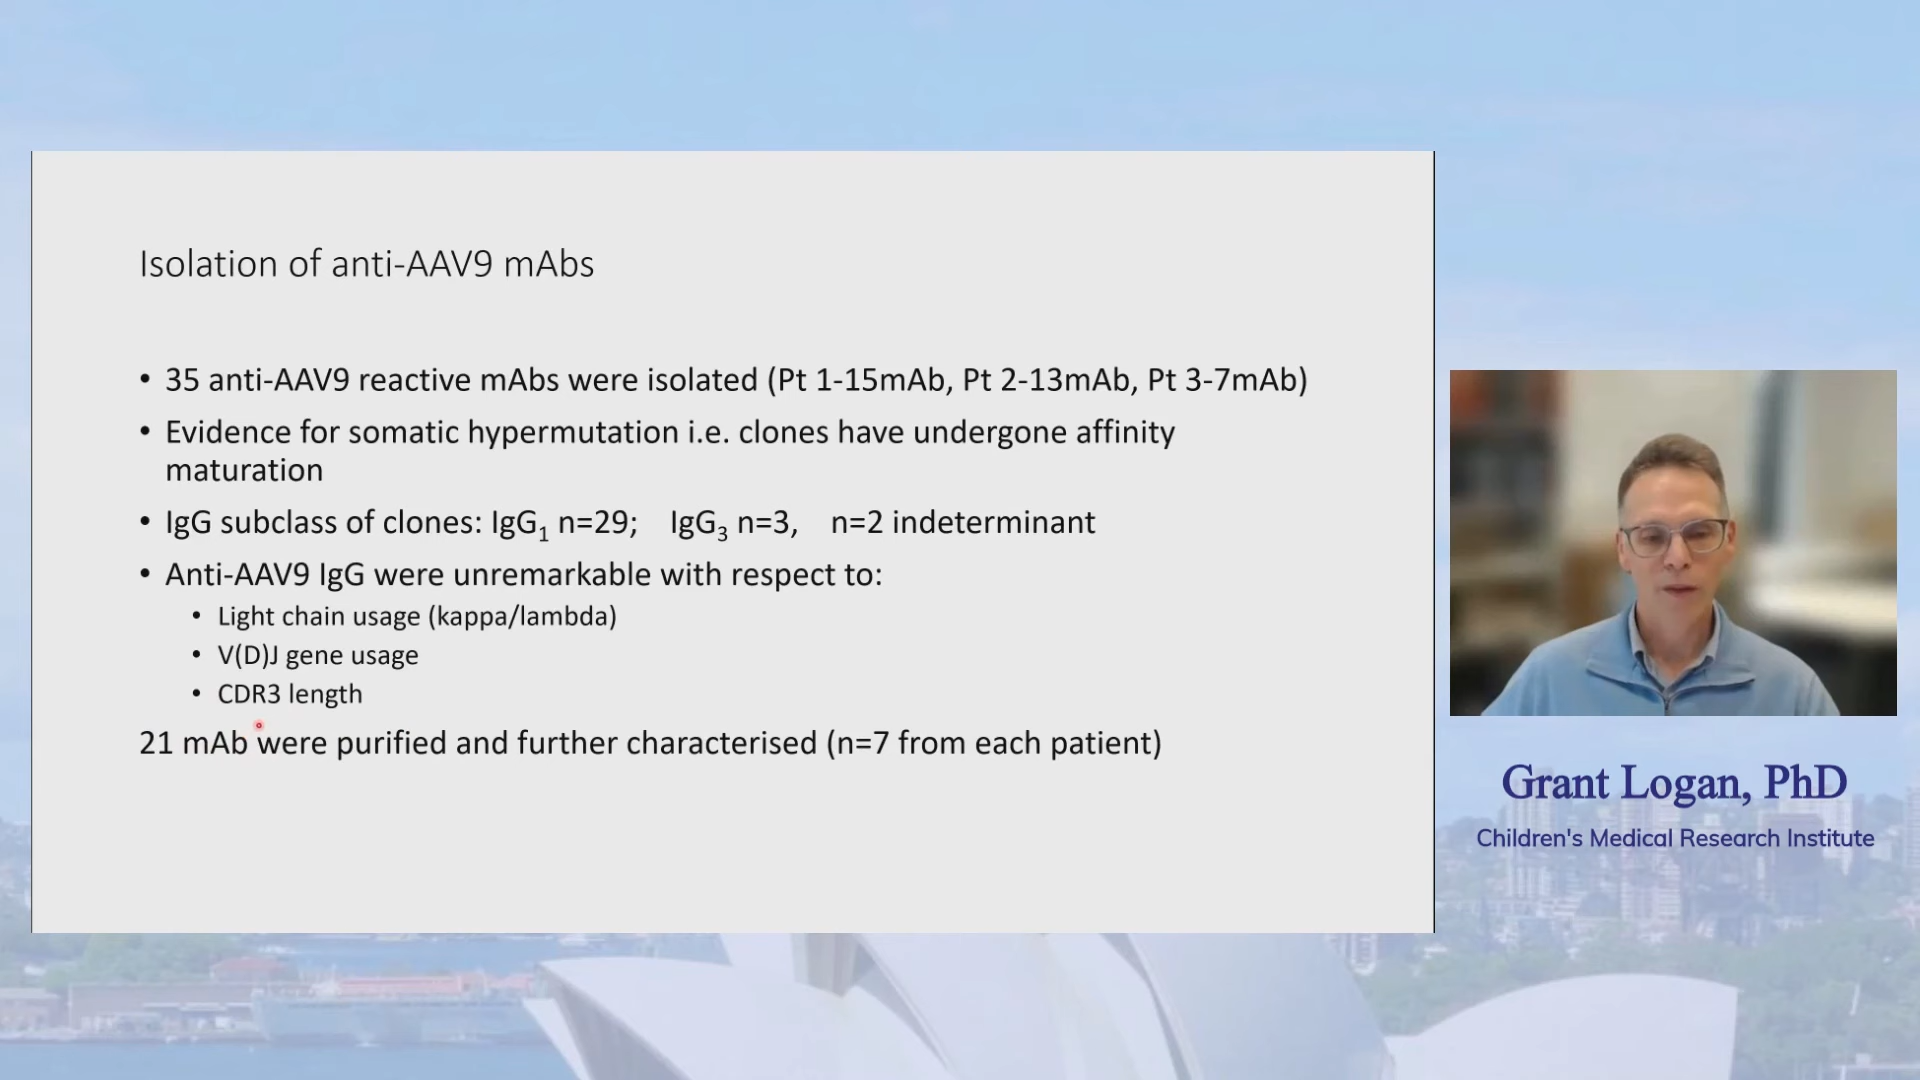 Isolation of anti-AAV9 mAbs
• 35 anti-AAV9 reactive mAbs were isolated (Pt 1-15mAb, Pt 2-13mAb, Pt 3-7mAb)
• Evidence for somatic hypermutation i.e. clones have undergone affinity
maturation
• IgG subclass of clones: IgG₁ n=29; IgG₃ n=3, n=2 indeterminant
• Anti-AAV9 IgG were unremarkable with respect to:
• Light chain usage (kappa/lambda)
• V(D)J gene usage
• CDR3 length
21 mAb were purified and further characterised (n=7 from each patient)
Grant Logan, PhD
Children's Medical Research Institute